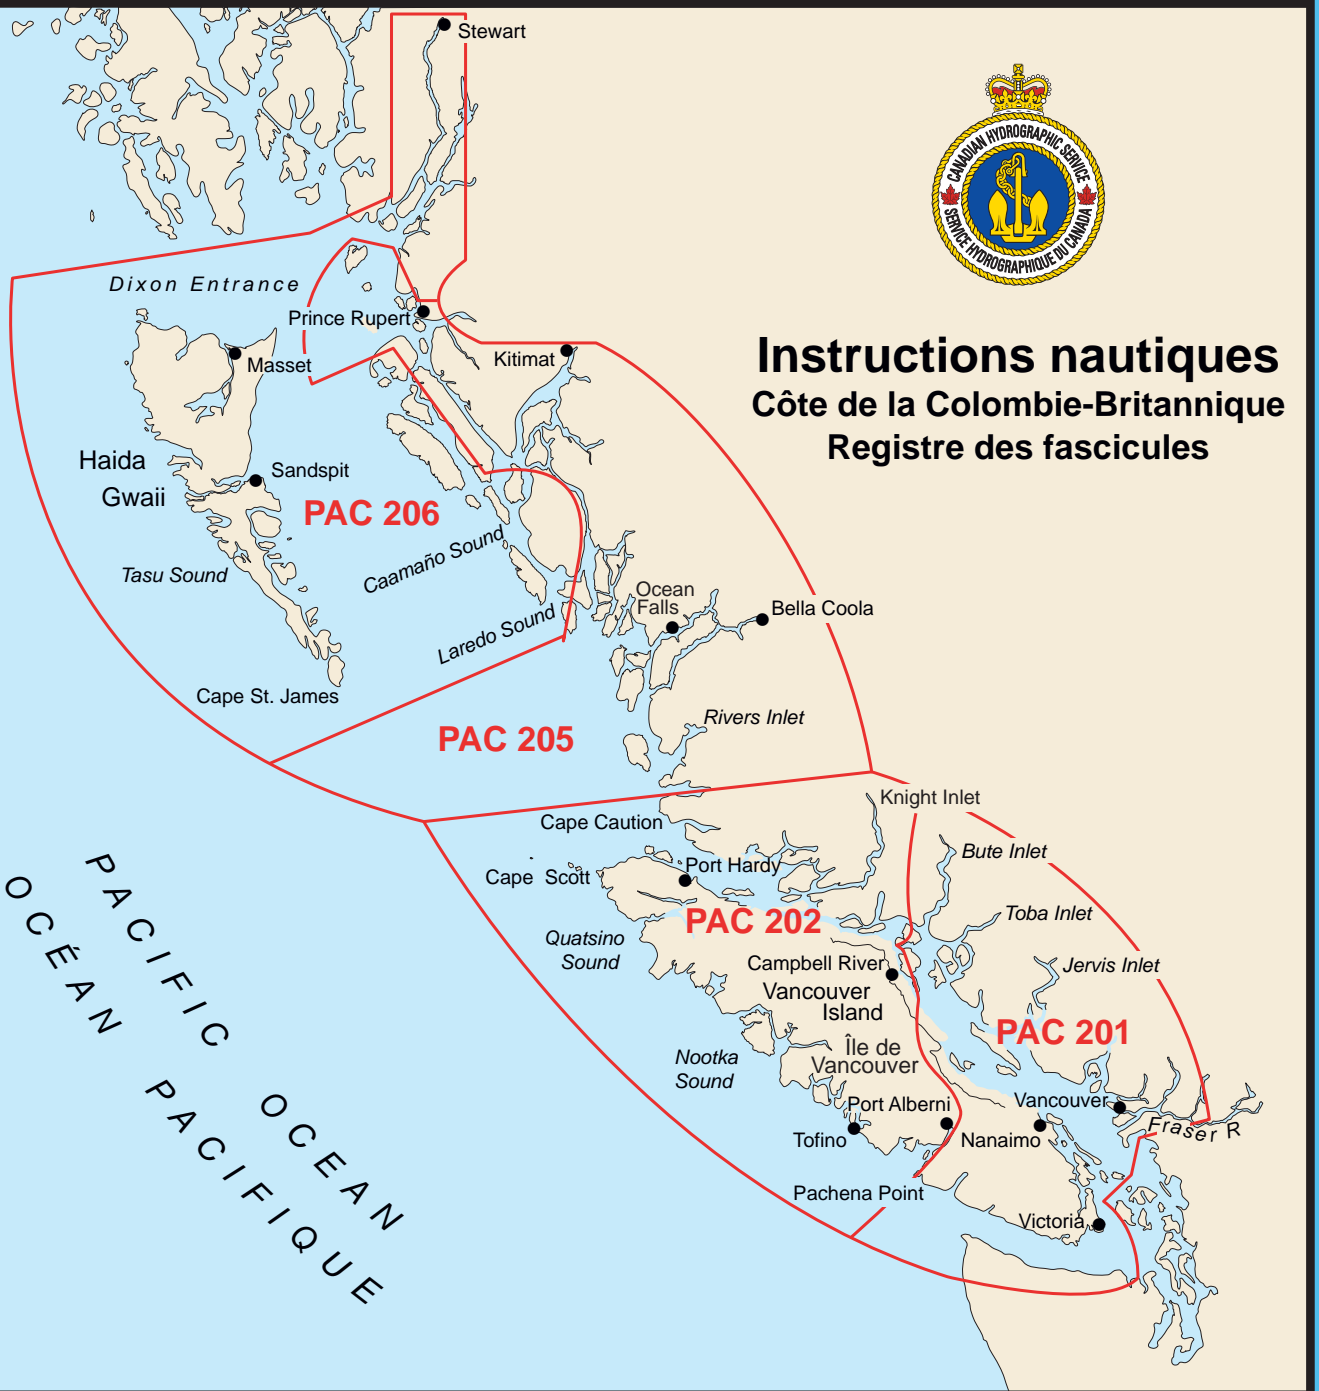 Stewart
CANADIAN HYDROGRAPHIC SERVICE
SERVICE HYDROGRAPHIQUE DU CANADA
Instructions nautiques
Côte de la Colombie-Britannique
Registre des fascicules
Dixon Entrance
Prince Rupert
Masset
Kitimat
Haida
Gwaii
Sandspit
PAC 206
Tasu Sound
Caamaño Sound
Ocean
Falls
Bella Coola
Laredo Sound
Cape St. James
PAC 205
Rivers Inlet
Knight Inlet
Cape Caution
Bute Inlet
Port Hardy
Cape Scott
PAC 202
Toba Inlet
Quatsino
Sound
Campbell River
Jervis Inlet
Vancouver
Island
PAC 201
Île de
Vancouver
Nootka
Sound
Port Alberni
Vancouver
Fraser R
Tofino
Nanaimo
Pachena Point
Victoria
PACIFIC OCEAN
OCÉAN PACIFIQUE